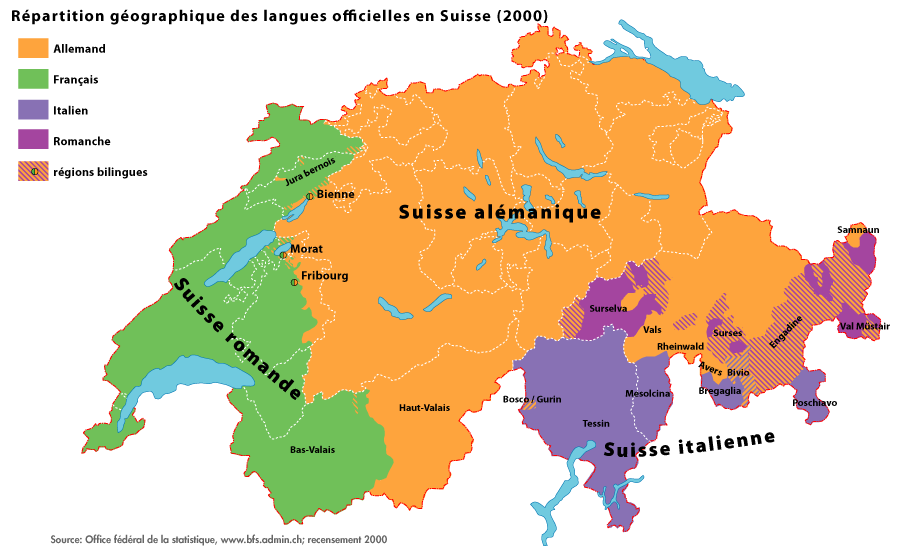 Répartition géographique des langues officielles en Suisse (2000)
Allemand
Français
Italien
Romanche
régions bilingues
Jura bernois
Bienne
Suisse alémanique
Morat
Fribourg
Suisse romande
Samnaun
Surselva
Vals
Surses
Engadine
Val Müstair
Rheinwald
Avers
Bivio
Bregaglia
Poschiavo
Mesolcina
Bosco / Gurin
Haut-Valais
Tessin
Suisse italienne
Bas-Valais
Source: Office fédéral de la statistique, www.bfs.admin.ch; recensement 2000